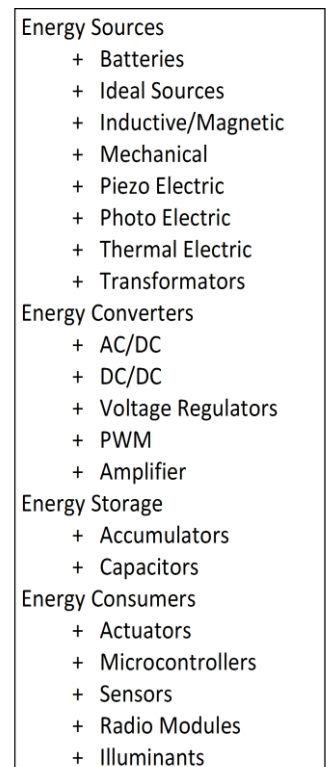 Energy Sources
+ Batteries
+ Ideal Sources
+ Inductive/Magnetic
+ Mechanical
+ Piezo Electric
+ Photo Electric
+ Thermal Electric
+ Transformators
Energy Converters
+ AC/DC
+ DC/DC
+ Voltage Regulators
+ PWM
+ Amplifier
Energy Storage
+ Accumulators
+ Capacitors
Energy Consumers
+ Actuators
+ Microcontrollers
+ Sensors
+ Radio Modules
+ Illuminants